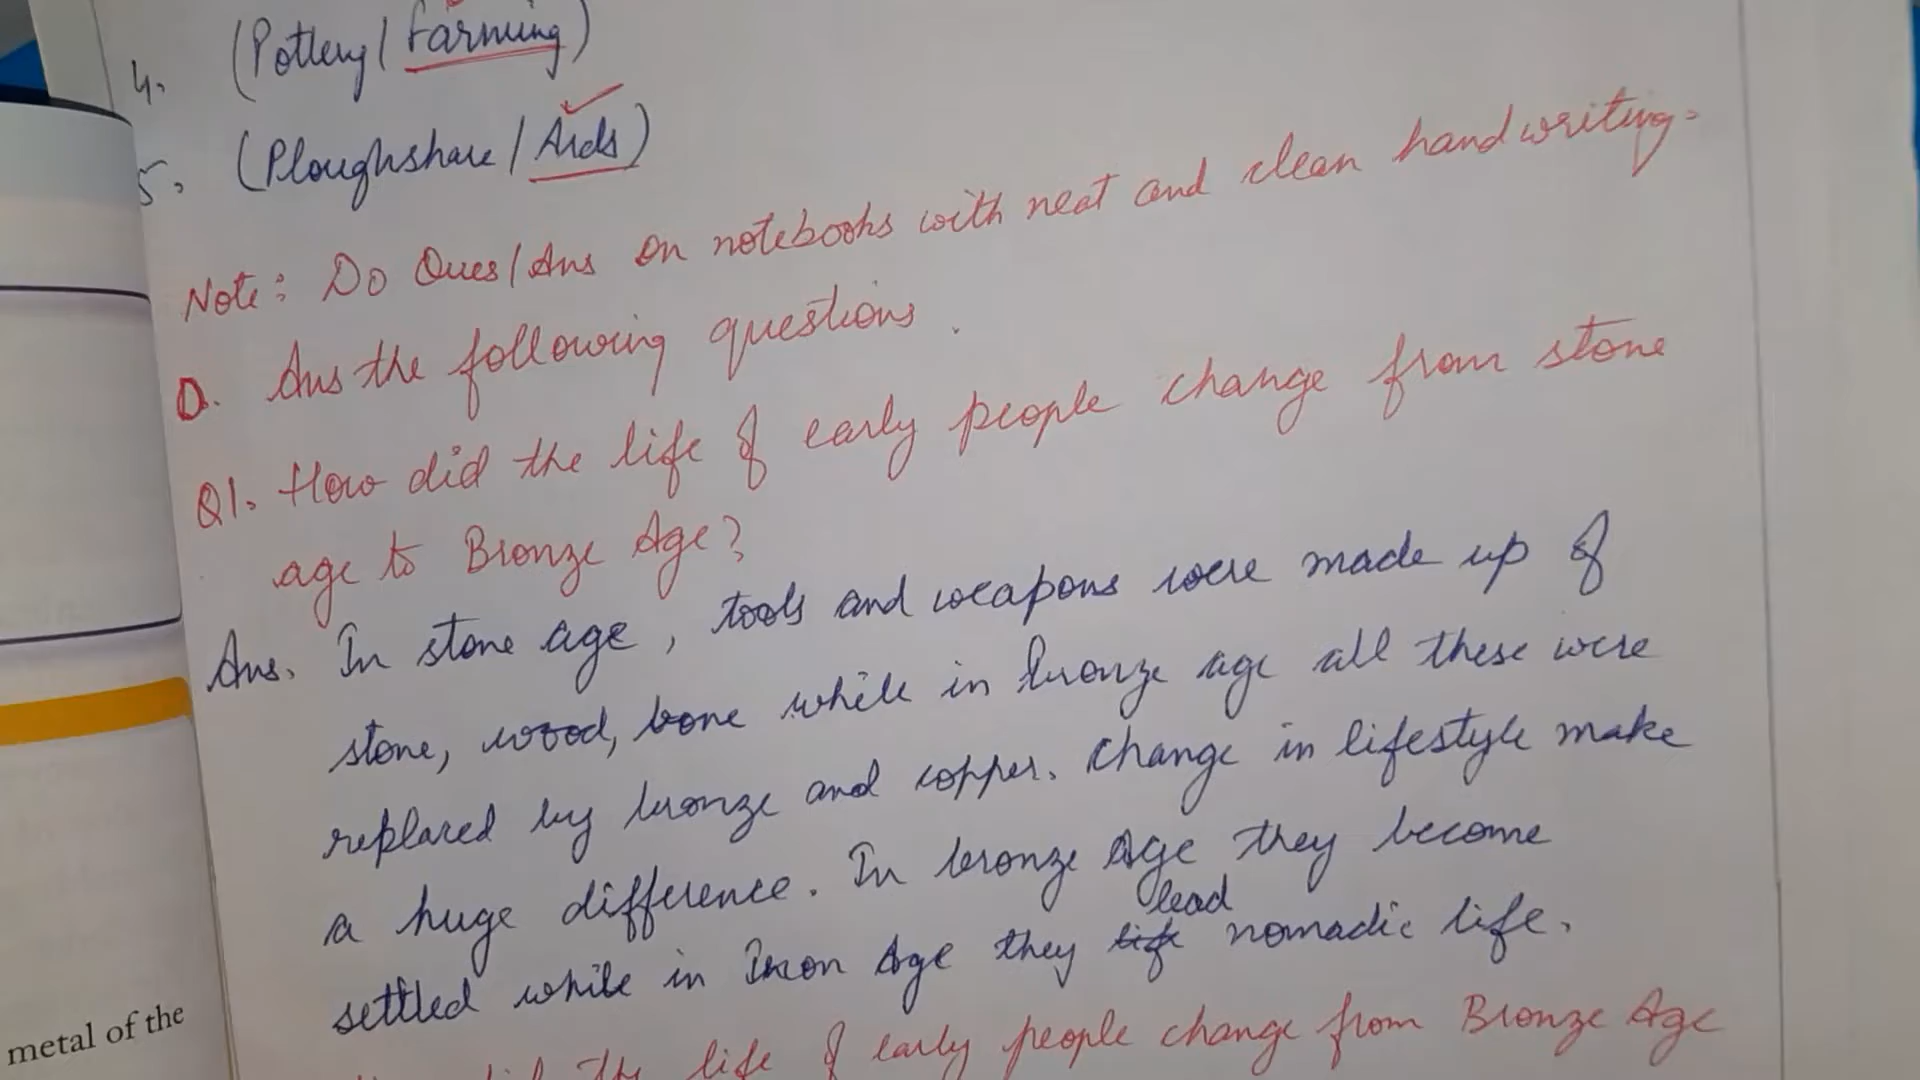 4. (Pottery / Farming)
5. (Ploughshare / Aids)
Note: Do Ques/Ans on notebooks with neat and clean handwriting.
D. Ans the following questions.
Q1. How did the life of early people change from stone
age to Bronze Age?
Ans. In stone age, tools and weapons were made up of
stone, wood, bone while in bronze age all these were
replaced by bronze and copper. Change in lifestyle make
a huge difference. In bronze Age they become
settled while in Iron Age they lead nomadic life.
the life of early people change from Bronze Age
metal of the